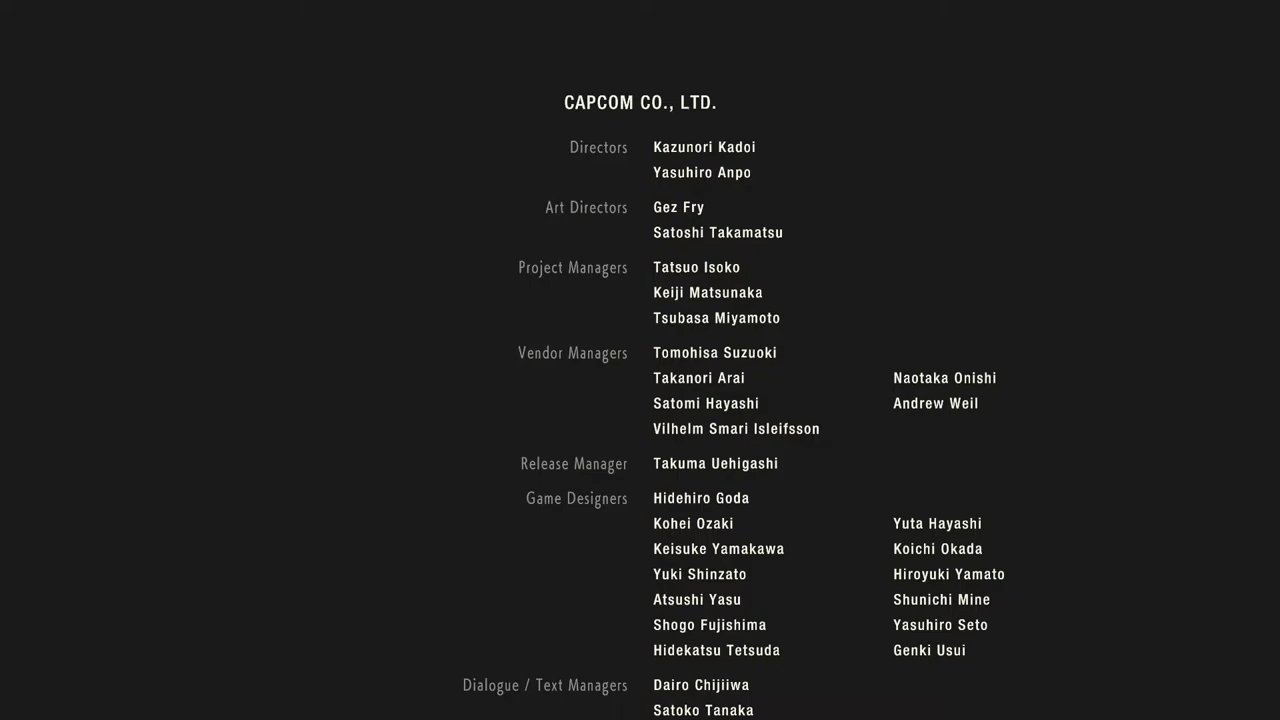 CAPCOM CO., LTD.
Directors Kazunori Kadoi
Yasuhiro Anpo
Art Directors Gez Fry
Satoshi Takamatsu
Project Managers Tatsuo Isoko
Keiji Matsunaka
Tsubasa Miyamoto
Vendor Managers Tomohisa Suzuoki
Takanori Arai Naotaka Onishi
Satomi Hayashi Andrew Weil
Vilhelm Smari Isleifsson
Release Manager Takuma Uehigashi
Game Designers Hidehiro Goda
Kohei Ozaki Yuta Hayashi
Keisuke Yamakawa Koichi Okada
Yuki Shinzato Hiroyuki Yamato
Atsushi Yasu Shunichi Mine
Shogo Fujishima Yasuhiro Seto
Hidekatsu Tetsuda Genki Usui
Dialogue / Text Managers Dairo Chijiiwa
Satoko Tanaka